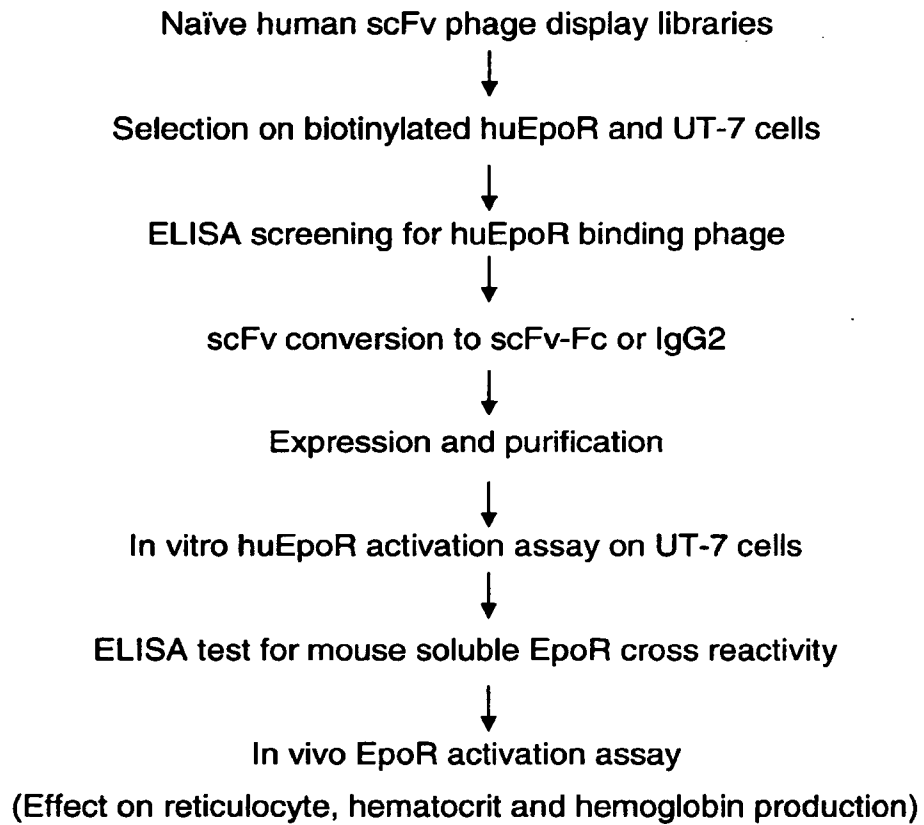 Naïve human scFv phage display libraries
Selection on biotinylated huEpoR and UT-7 cells
ELISA screening for huEpoR binding phage
scFv conversion to scFv-Fc or IgG2
Expression and purification
In vitro huEpoR activation assay on UT-7 cells
ELISA test for mouse soluble EpoR cross reactivity
In vivo EpoR activation assay
(Effect on reticulocyte, hematocrit and hemoglobin production)